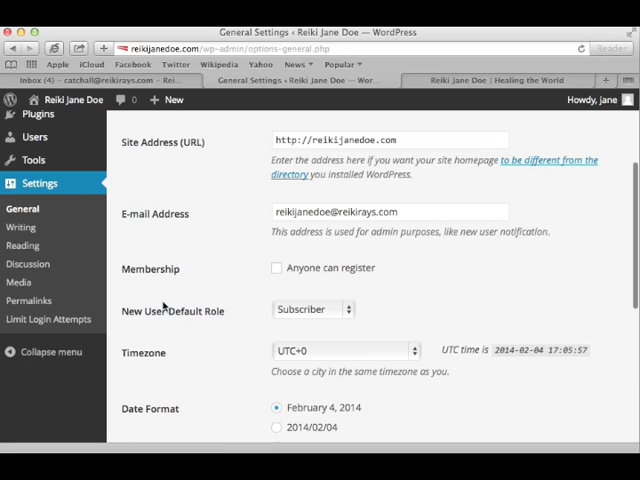 General Settings ‹ Reiki Jane Doe — WordPress
reikijanedoe.com/wp-admin/options-general.php
Reader
Apple iCloud Facebook Twitter Wikipedia Yahoo News Popular
Inbox (4) – catchall@reikirays.com – Rei...
General Settings ‹ Reiki Jane Doe — Wor...
Reiki Jane Doe | Healing the World
Reiki Jane Doe 0 New Howdy, jane
Plugins
Users
Tools
Settings
General
Writing
Reading
Discussion
Media
Permalinks
Limit Login Attempts
Collapse menu
Site Address (URL) http://reikijanedoe.com
Enter the address here if you want your site homepage to be different from the
directory you installed WordPress.
E-mail Address reikijanedoe@reikirays.com
This address is used for admin purposes, like new user notification.
Membership Anyone can register
New User Default Role Subscriber
Timezone UTC+0 UTC time is 2014-02-04 17:05:57
Choose a city in the same timezone as you.
Date Format February 4, 2014
2014/02/04